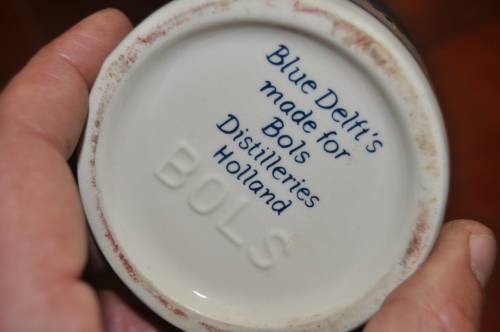 Blue Delft's
made for
Bols
Distilleries
Holland
BOLS